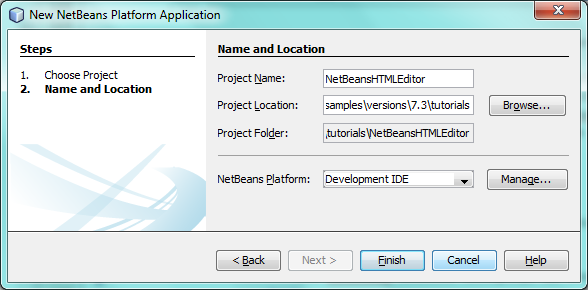 New NetBeans Platform Application
Steps
1. Choose Project
2. Name and Location
Name and Location
Project Name: NetBeansHTMLEditor
Project Location: samples\versions\7.3\tutorials Browse...
Project Folder: \tutorials\NetBeansHTMLEditor
NetBeans Platform: Development IDE Manage...
< Back Next > Finish Cancel Help